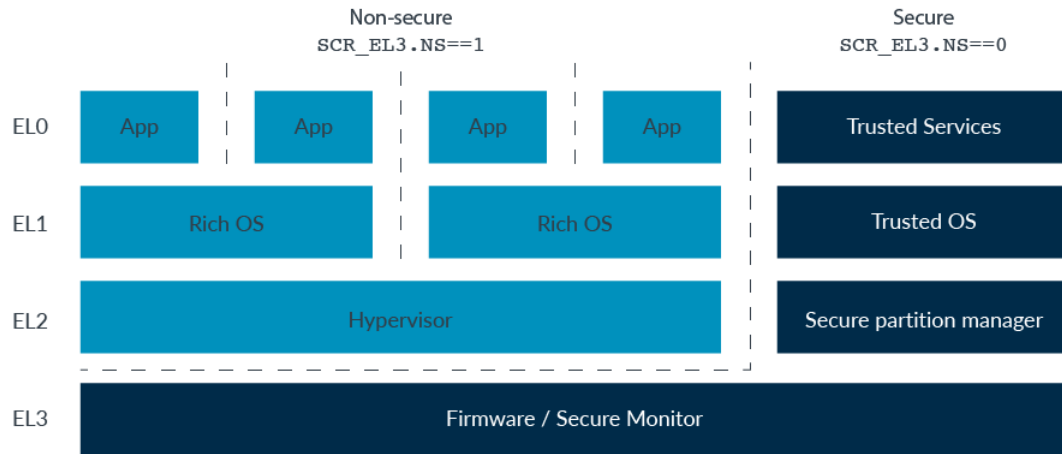 Non-secure
SCR_EL3.NS==1
Secure
SCR_EL3.NS==0
EL0
App
App
App
App
Trusted Services
EL1
Rich OS
Rich OS
Trusted OS
EL2
Hypervisor
Secure partition manager
EL3
Firmware / Secure Monitor